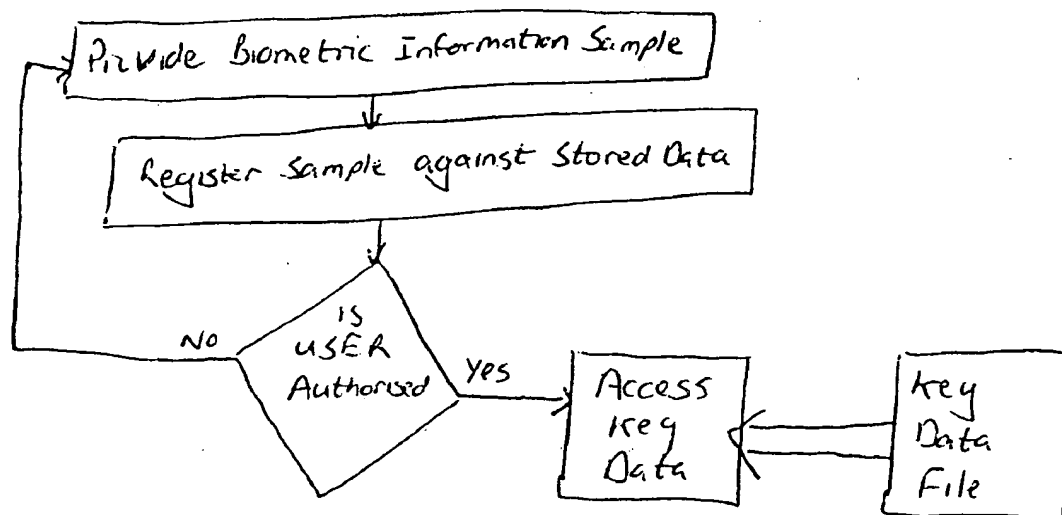 Provide Biometric Information Sample
Register Sample against Stored Data
Is
USER
Authorised
No
Yes
Access
Key
Data
Key
Data
File